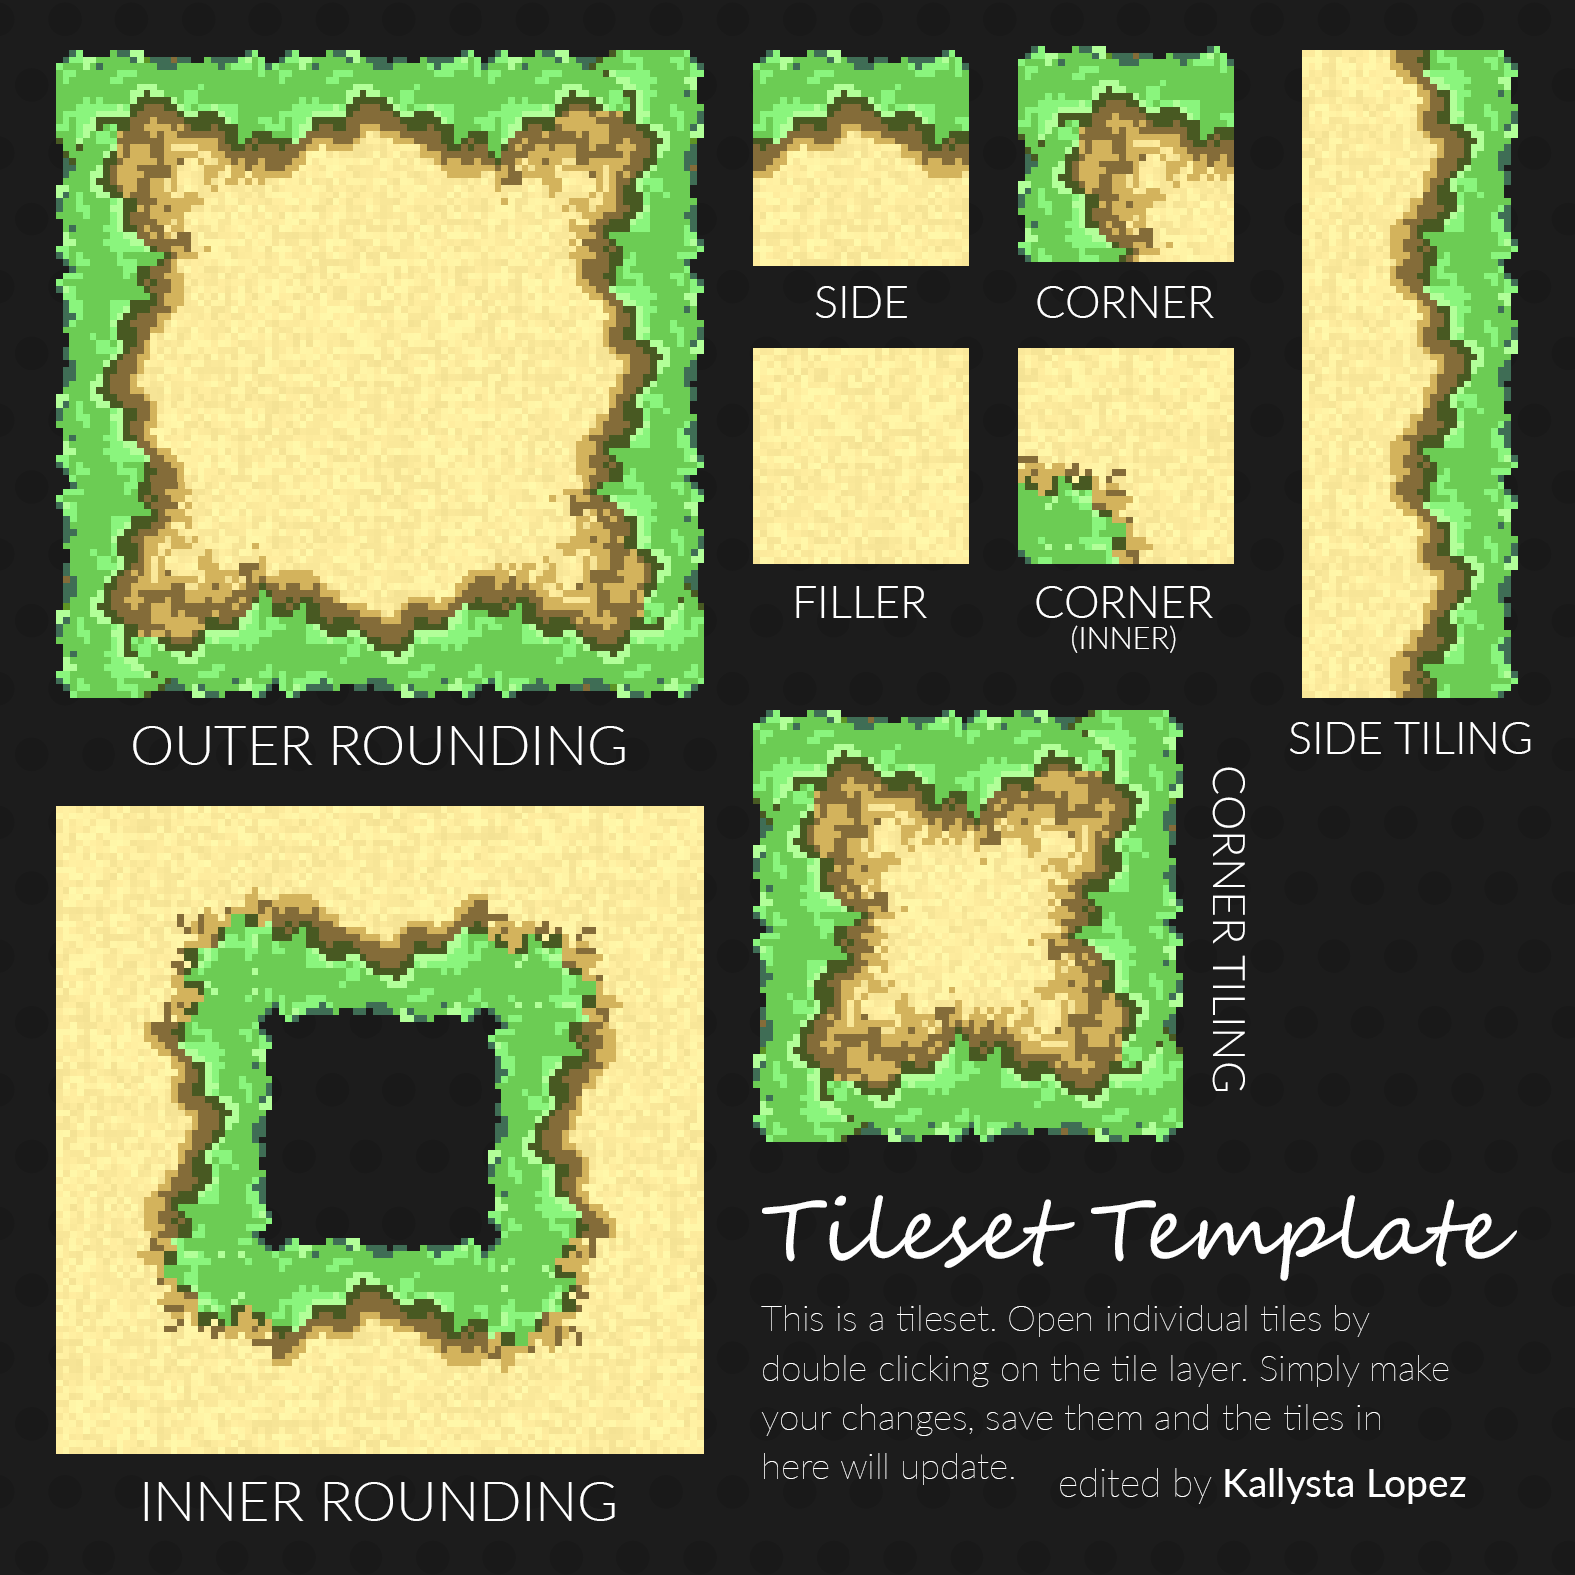 SIDE
CORNER
FILLER
CORNER
(INNER)
OUTER ROUNDING
SIDE TILING
CORNER TILING
INNER ROUNDING
Tileset Template
This is a tileset. Open individual tiles by
double clicking on the tile layer. Simply make
your changes, save them and the tiles in
here will update.
edited by Kallysta Lopez